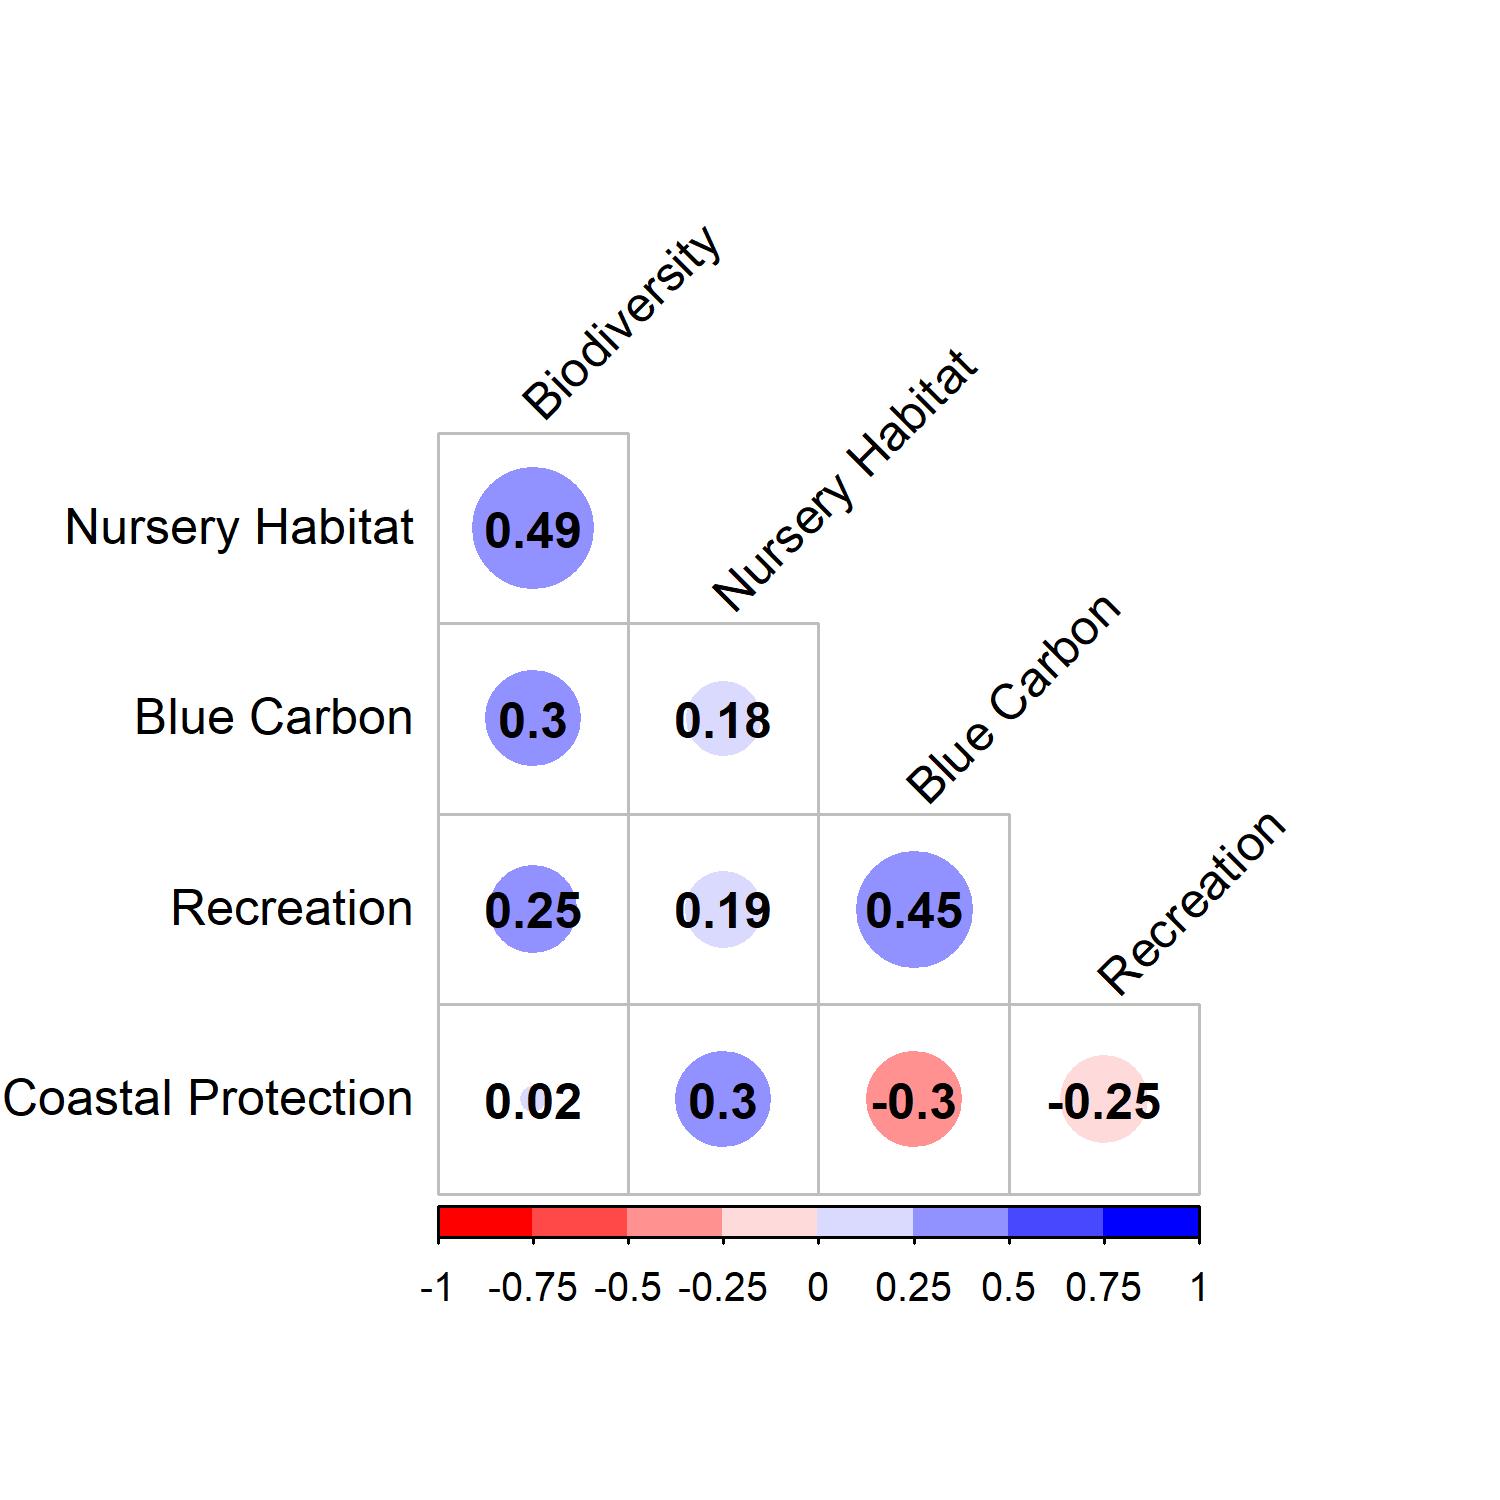 Biodiversity
Nursery Habitat
Nursery Habitat
0.49
Blue Carbon
Blue Carbon
0.3
0.18
Recreation
Recreation
0.25
0.19
0.45
Coastal Protection
0.02
0.3
-0.3
-0.25
-1
-0.75
-0.5
-0.25
0
0.25
0.5
0.75
1